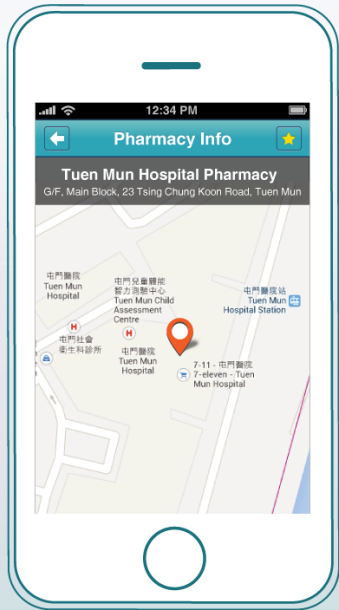 12:34 PM
Pharmacy Info
Tuen Mun Hospital Pharmacy
G/F, Main Block, 23 Tsing Chung Koon Road, Tuen Mun
屯門醫院
Tuen Mun
Hospital
屯門兒童體能
智力測驗中心
Tuen Mun Child
Assessment
Centre
屯門醫院站
Tuen Mun
Hospital Station
H
屯門社會
衛生科診所
H
屯門醫院
Tuen Mun
Hospital
7-11 - 屯門醫院
7-eleven - Tuen
Mun Hospital